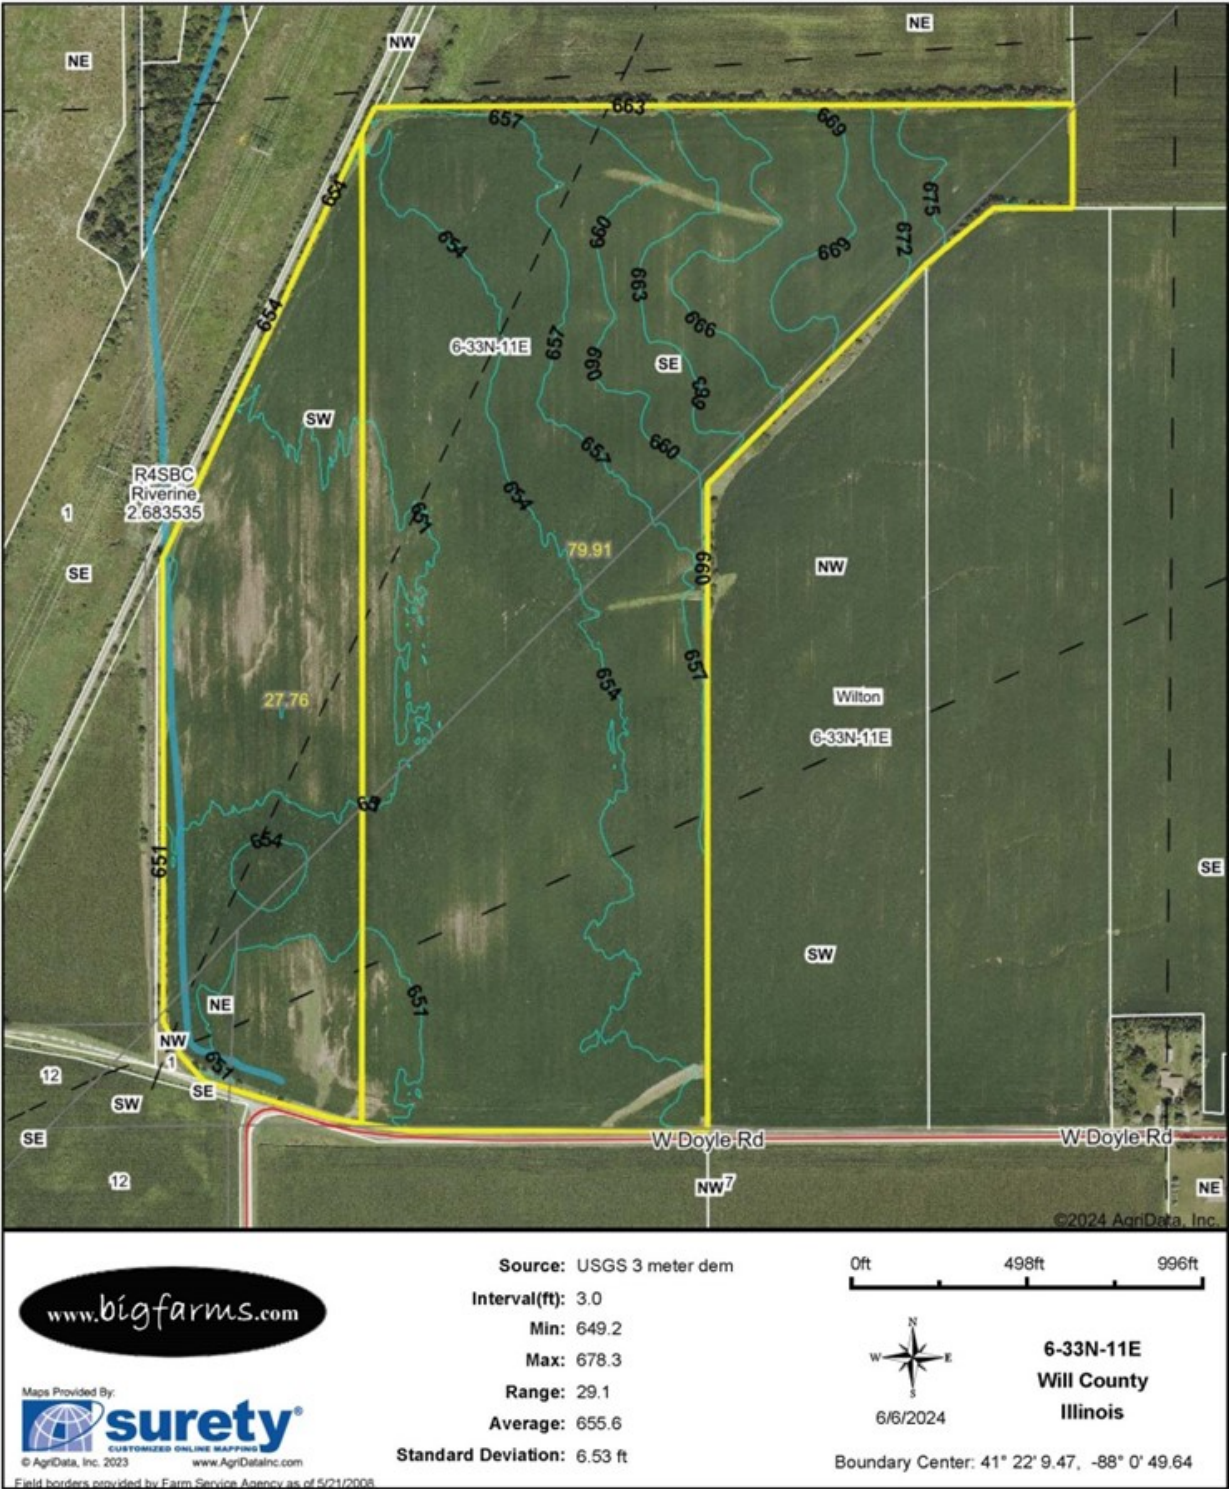 NE
NW
NE
663
657
669
654
675
654
660
672
669
663
654
666
657
6-33N-11E
660
SE
663
SW
660
657
R4SBC
Riverine
2.683535
654
1
651
79.91
660
NW
SE
657
654
27.76
Wilton
6-33N-11E
654
651
SE
SW
651
NE
NW
1
651
12
SE
SW
SE
W Doyle Rd
W Doyle Rd
12
NW
7
NE
©2024 AgriData, Inc.
www.bigfarms.com
Maps Provided By:
surety®
CUSTOMIZED ONLINE MAPPING
© AgriData, Inc. 2023
www.AgriDataInc.com
Field borders provided by Farm Service Agency as of 5/21/2008.
Source: USGS 3 meter dem
Interval(ft): 3.0
Min: 649.2
Max: 678.3
Range: 29.1
Average: 655.6
Standard Deviation: 6.53 ft
0ft 498ft 996ft
N
W E
S
6/6/2024
6-33N-11E
Will County
Illinois
Boundary Center: 41° 22' 9.47, -88° 0' 49.64